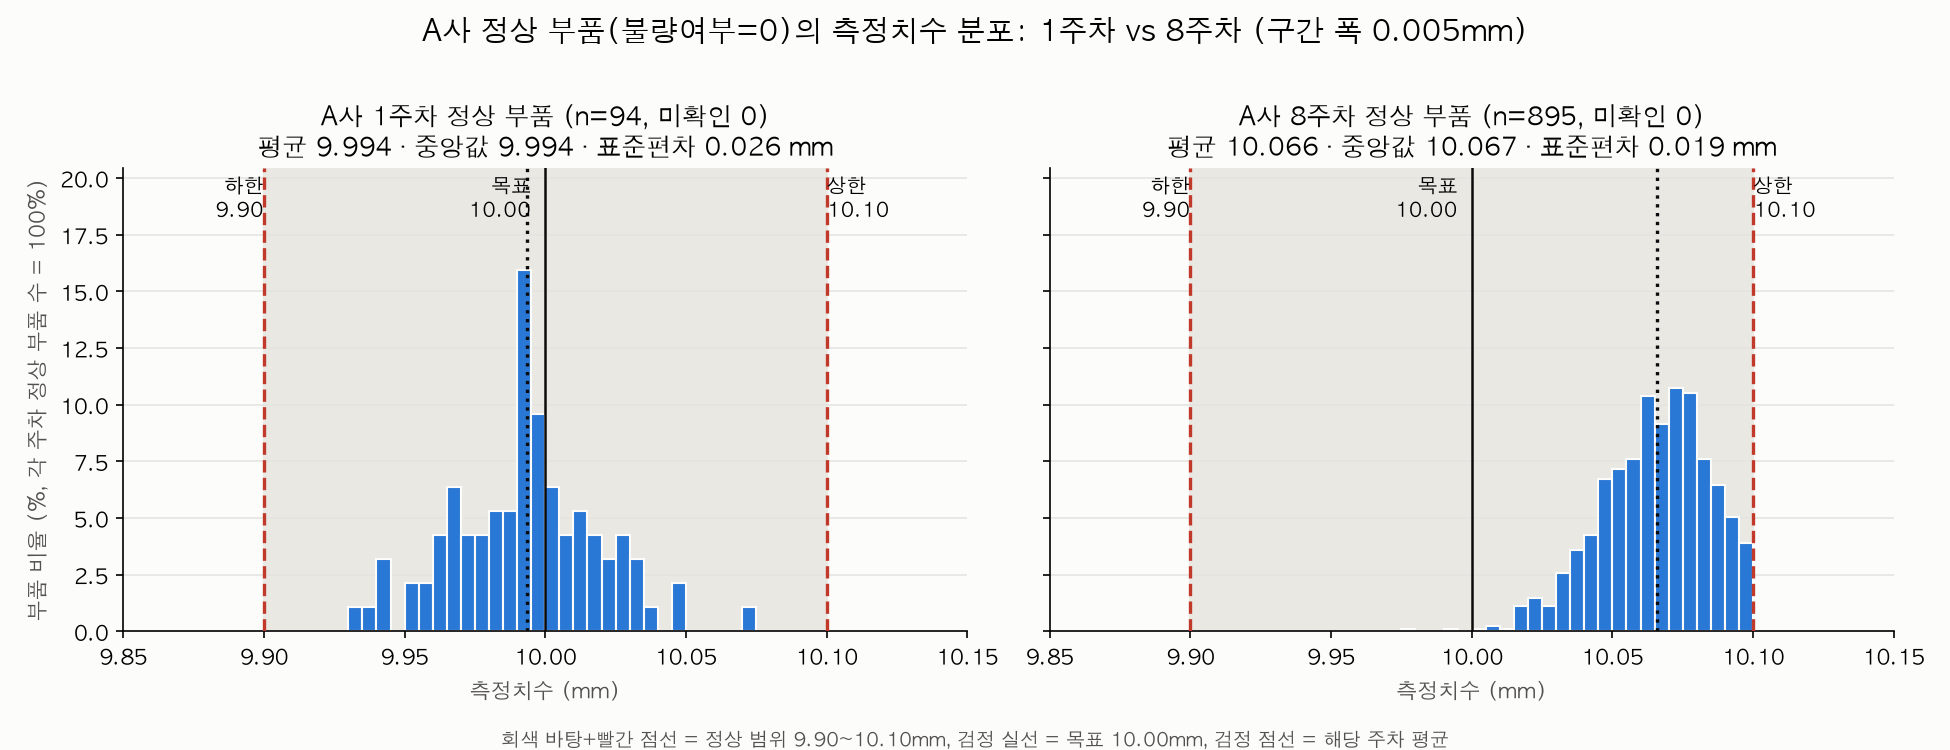 A사 정상 부품(불량여부=0)의 측정치수 분포: 1주차 vs 8주차 (구간 폭 0.005mm)
A사 1주차 정상 부품 (n=94, 미확인 0)
평균 9.994 · 중앙값 9.994 · 표준편차 0.026 mm
하한
9.90
목표
10.00
상한
10.10
부품 비율 (%, 각 주차 정상 부품 수 = 100%)
20.0
17.5
15.0
12.5
10.0
7.5
5.0
2.5
0.0
9.85 9.90 9.95 10.00 10.05 10.10 10.15
측정치수 (mm)
A사 8주차 정상 부품 (n=895, 미확인 0)
평균 10.066 · 중앙값 10.067 · 표준편차 0.019 mm
하한
9.90
목표
10.00
상한
10.10
9.85 9.90 9.95 10.00 10.05 10.10 10.15
측정치수 (mm)
회색 바탕+빨간 점선 = 정상 범위 9.90~10.10mm, 검정 실선 = 목표 10.00mm, 검정 점선 = 해당 주차 평균